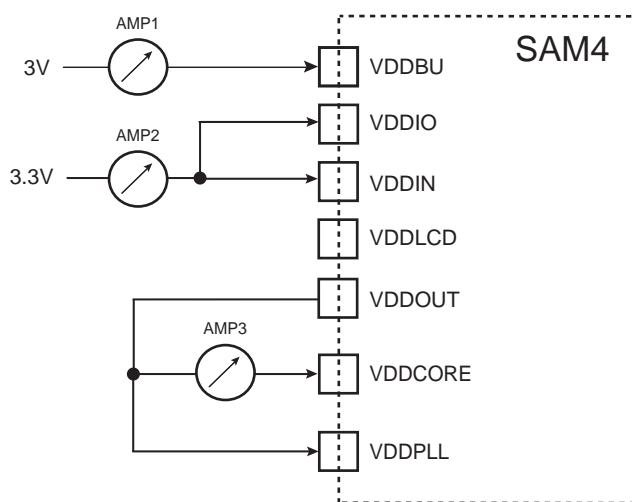 AMP1
SAM4
3V
VDDBU
VDDIO
AMP2
3.3V
VDDIN
VDDLCD
VDDOUT
AMP3
VDDCORE
VDDPLL